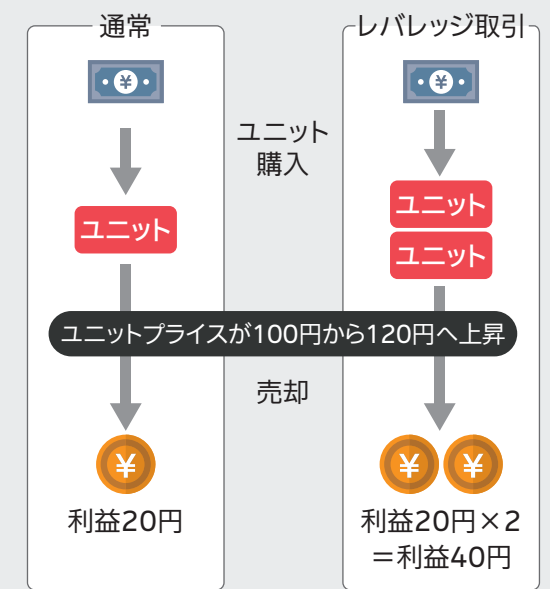 通常
レバレッジ取引
¥
¥
ユニット
購入
ユニット
ユニット
ユニット
ユニットプライスが100円から120円へ上昇
売却
¥
¥
¥
利益20円
利益20円×2
＝利益40円